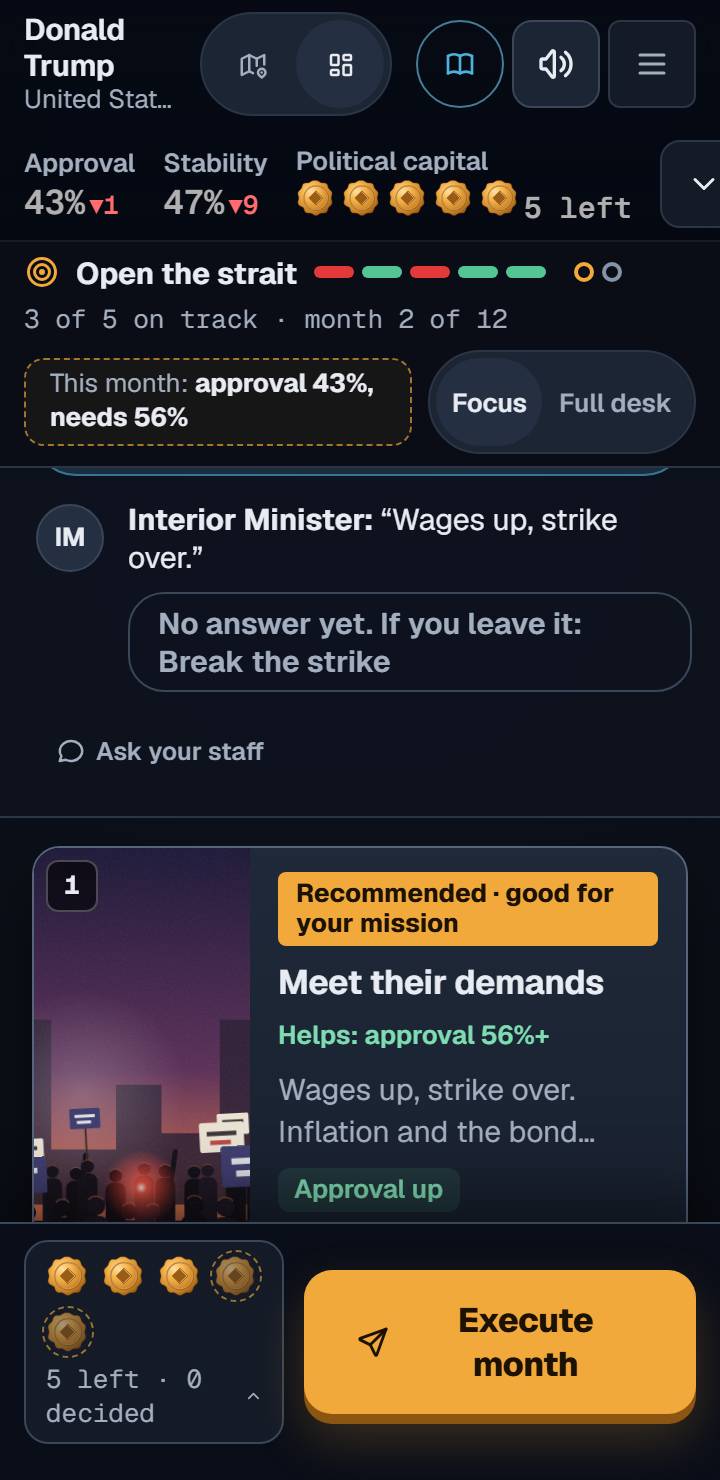 Donald
Trump
United Stat…
Approval
43%▾1
Stability
47%▾9
Political capital
5 left
Open the strait
3 of 5 on track · month 2 of 12
This month: approval 43%,
needs 56%
Focus
Full desk
IM
Interior Minister: “Wages up, strike
over.”
No answer yet. If you leave it:
Break the strike
Ask your staff
1
Recommended · good for
your mission
Meet their demands
Helps: approval 56%+
Wages up, strike over.
Inflation and the bond…
Approval up
5 left · 0
decided
Execute
month